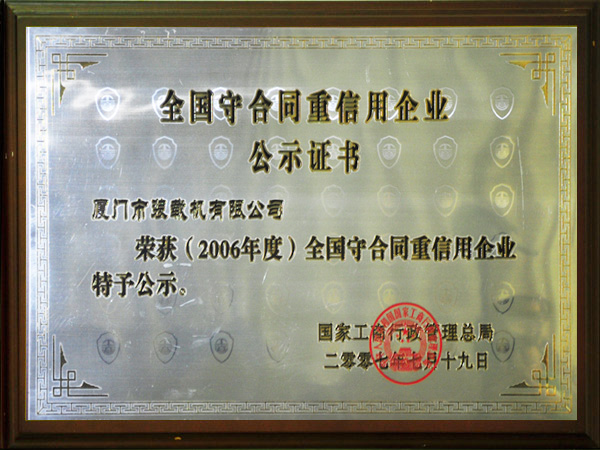 全国守合同重信用企业
公示证书
厦门市装载机有限公司
荣获（2006年度）全国守合同重信用企业
特予公示。
国家工商行政管理总局
二零零七年七月十九日